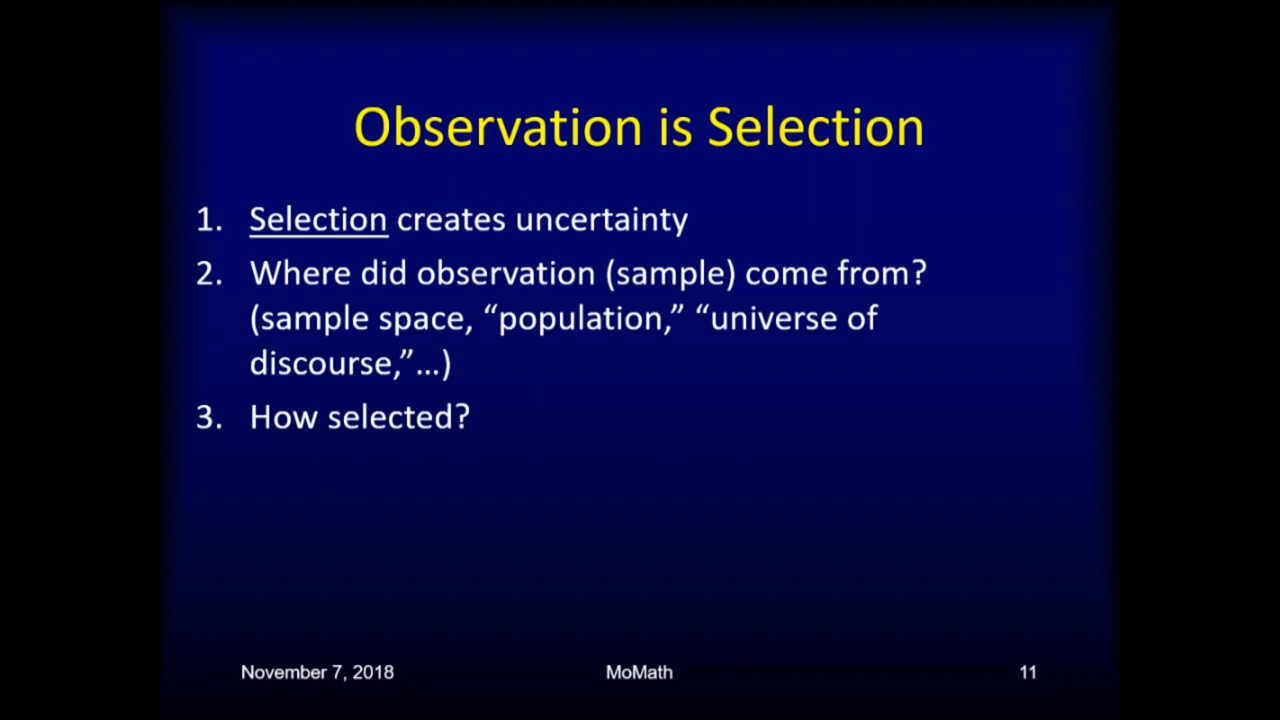 Observation is Selection
1. Selection creates uncertainty
2. Where did observation (sample) come from?
(sample space, “population,” “universe of
discourse,”…)
3. How selected?
November 7, 2018 MoMath 11